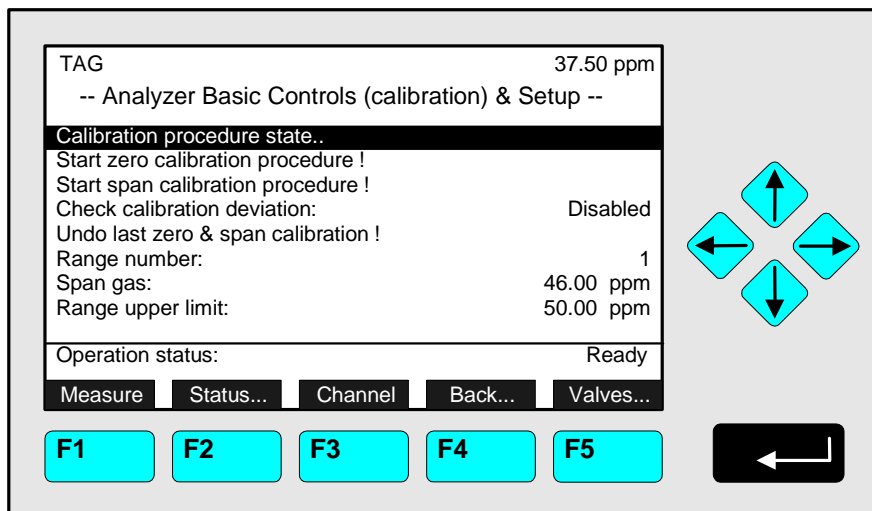 TAG 37.50 ppm
-- Analyzer Basic Controls (calibration) & Setup --
Calibration procedure state..
Start zero calibration procedure !
Start span calibration procedure !
Check calibration deviation: Disabled
Undo last zero & span calibration !
Range number: 1
Span gas: 46.00 ppm
Range upper limit: 50.00 ppm
Operation status: Ready
Measure Status... Channel Back... Valves...
F1 F2 F3 F4 F5